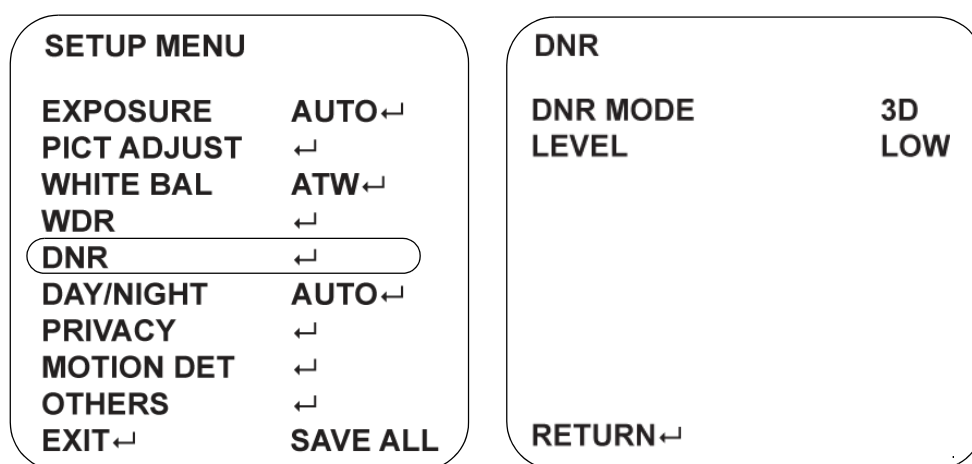 SETUP MENU
EXPOSURE AUTO↵
PICT ADJUST ↵
WHITE BAL ATW↵
WDR ↵
DNR ↵
DAY/NIGHT AUTO↵
PRIVACY ↵
MOTION DET ↵
OTHERS ↵
EXIT↵ SAVE ALL
DNR
DNR MODE 3D
LEVEL LOW
RETURN↵